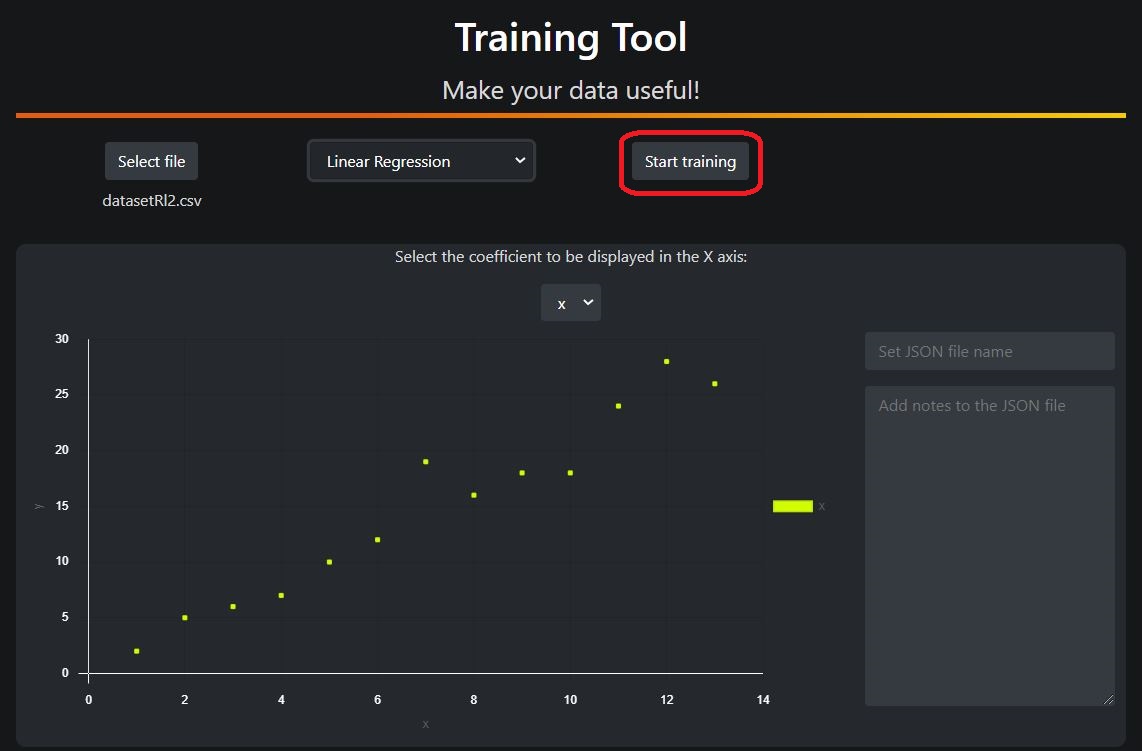 Training Tool
Make your data useful!
Select file
Linear Regression
Start training
datasetRl2.csv
Select the coefficient to be displayed in the X axis:
x
30
25
20
15
10
5
0
y
0 2 4 6 8 10 12 14
x
x
Set JSON file name
Add notes to the JSON file